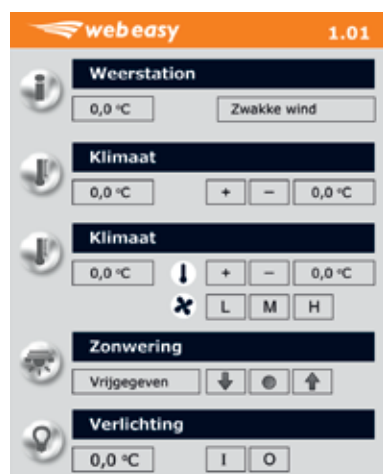 webeasy 1.01
Weerstation
0,0 °C Zwakke wind
Klimaat
0,0 °C + − 0,0 °C
Klimaat
0,0 °C + − 0,0 °C
L M H
Zonwering
Vrijgegeven
Verlichting
0,0 °C I O